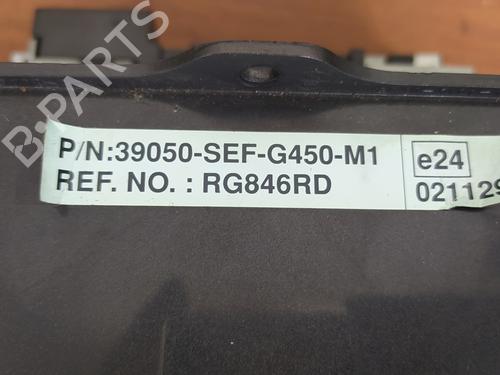 B-PARTS
P/N:39050-SEF-G450-M1
REF. NO. : RG846RD
e24
021129